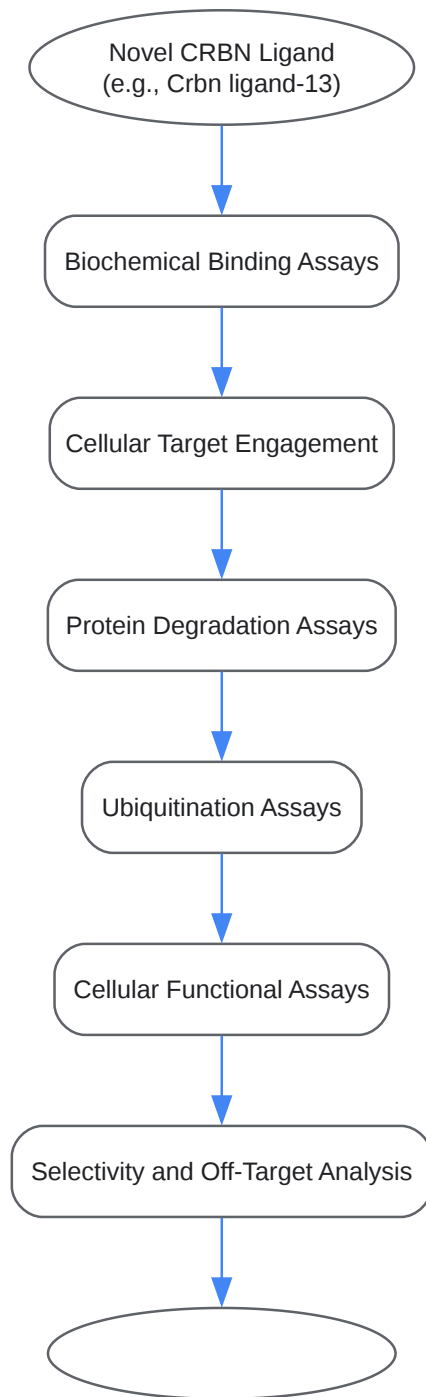 Novel CRBN Ligand
(e.g., Crbn ligand-13)
Biochemical Binding Assays
Cellular Target Engagement
Protein Degradation Assays
Ubiquitination Assays
Cellular Functional Assays
Selectivity and Off-Target Analysis